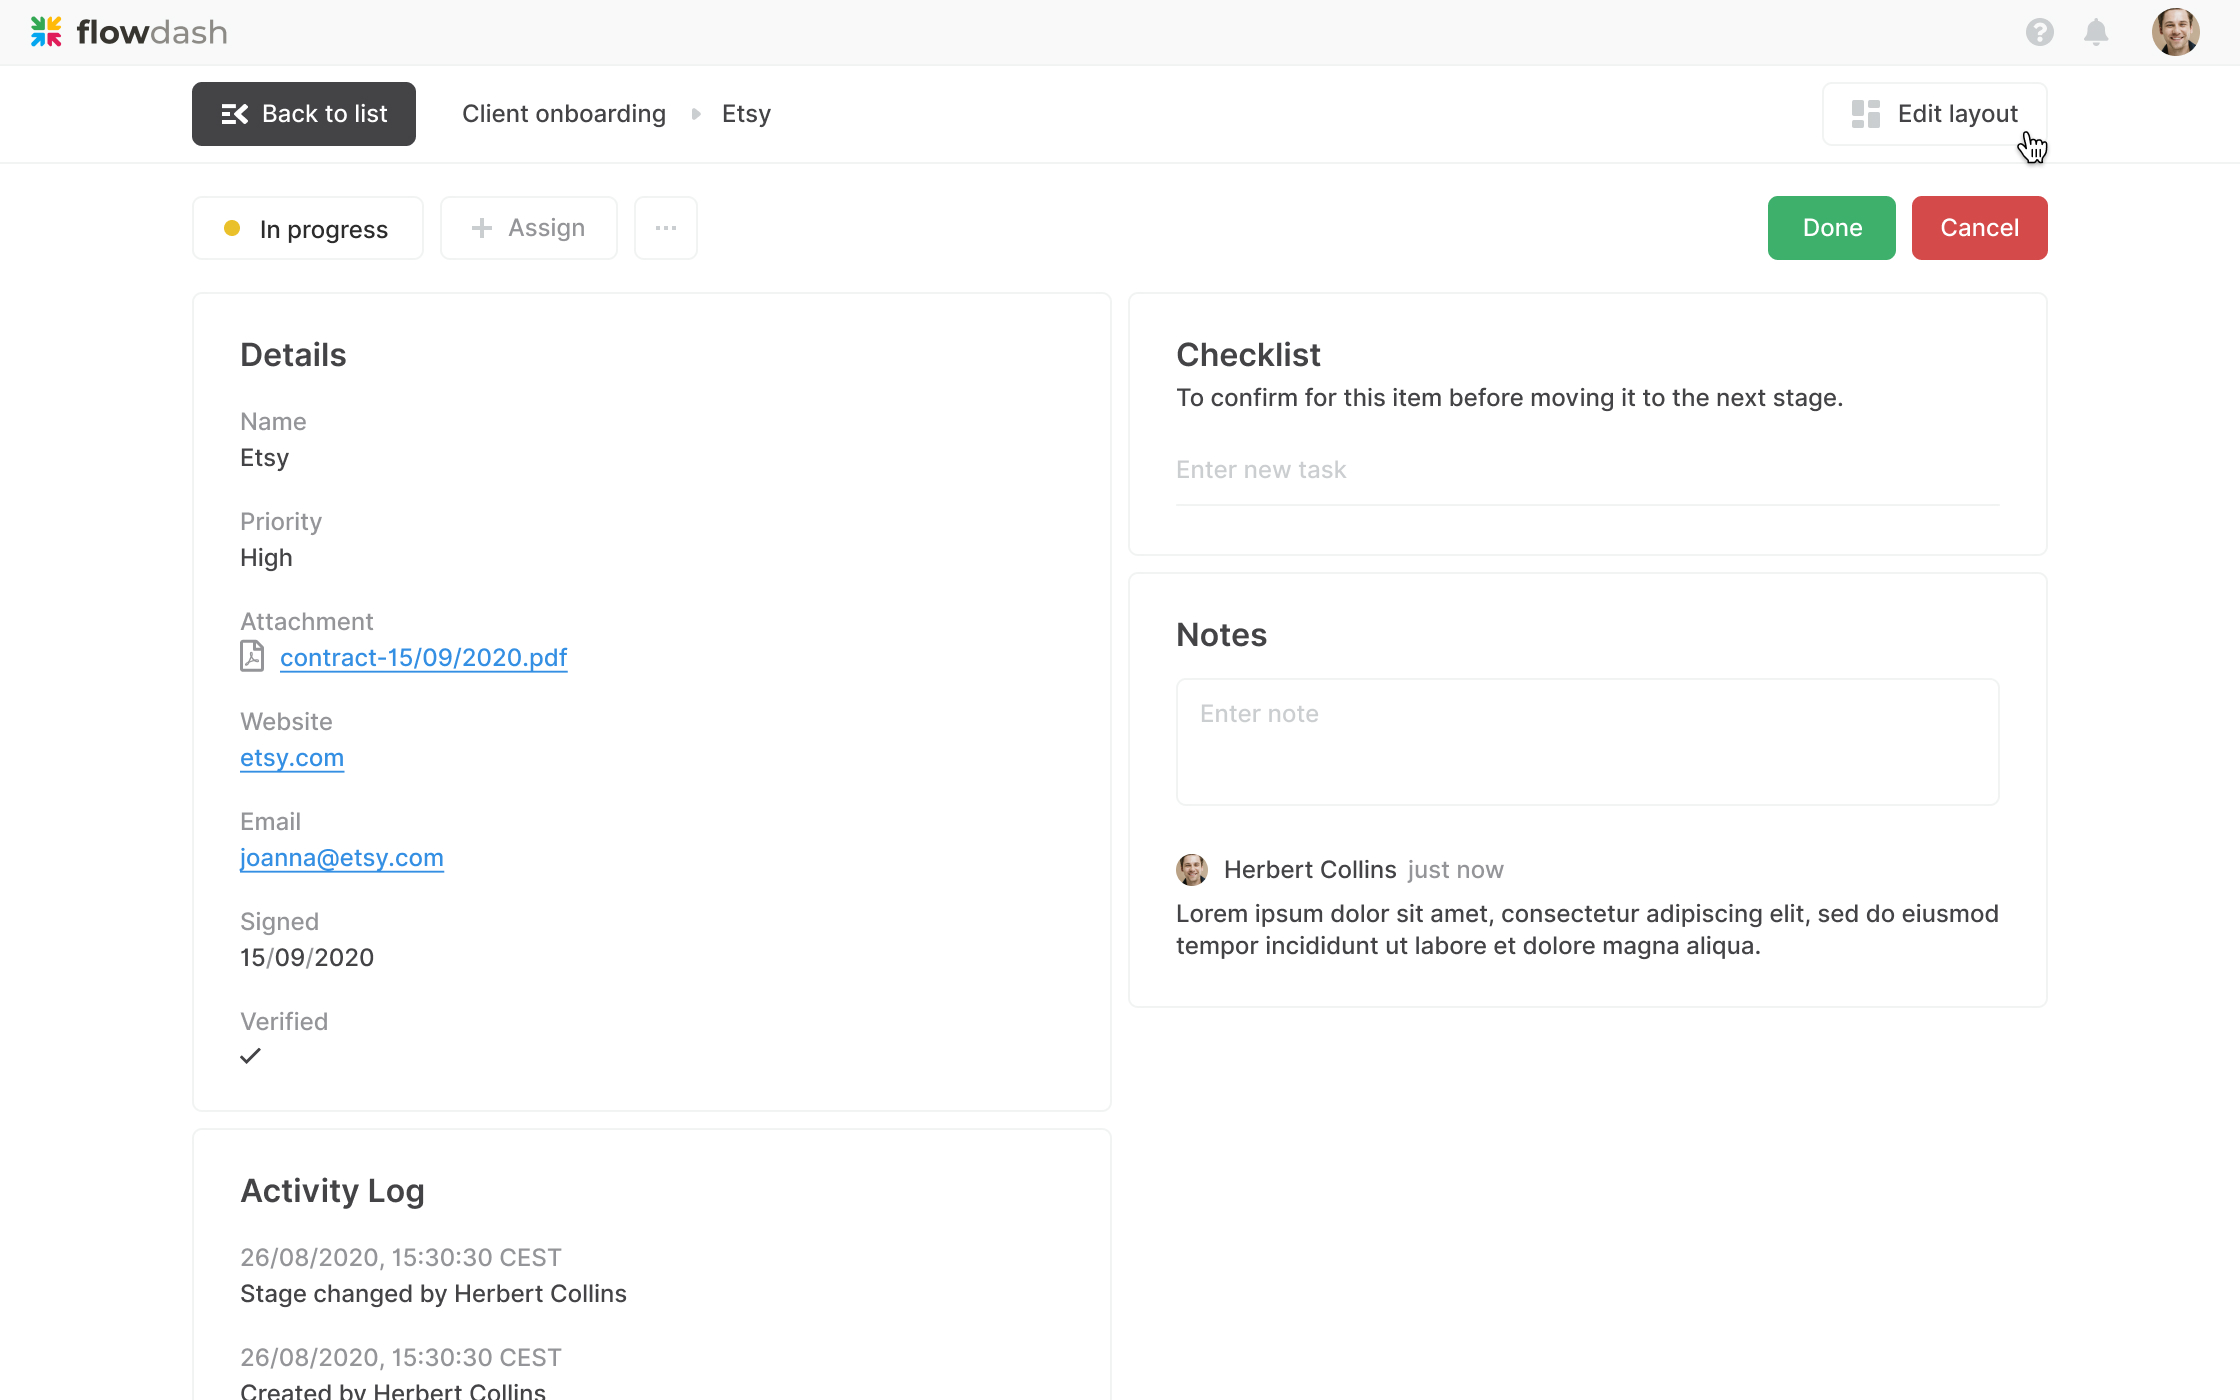 flowdash
Back to list
Client onboarding
Etsy
Edit layout
In progress
Assign
Done
Cancel
Details
Name
Etsy
Priority
High
Attachment
contract-15/09/2020.pdf
Website
etsy.com
Email
joanna@etsy.com
Signed
15/09/2020
Verified
Activity Log
26/08/2020, 15:30:30 CEST
Stage changed by Herbert Collins
26/08/2020, 15:30:30 CEST
Created by Herbert Collins
Checklist
To confirm for this item before moving it to the next stage.
Enter new task
Notes
Enter note
Herbert Collins just now
Lorem ipsum dolor sit amet, consectetur adipiscing elit, sed do eiusmod
tempor incididunt ut labore et dolore magna aliqua.